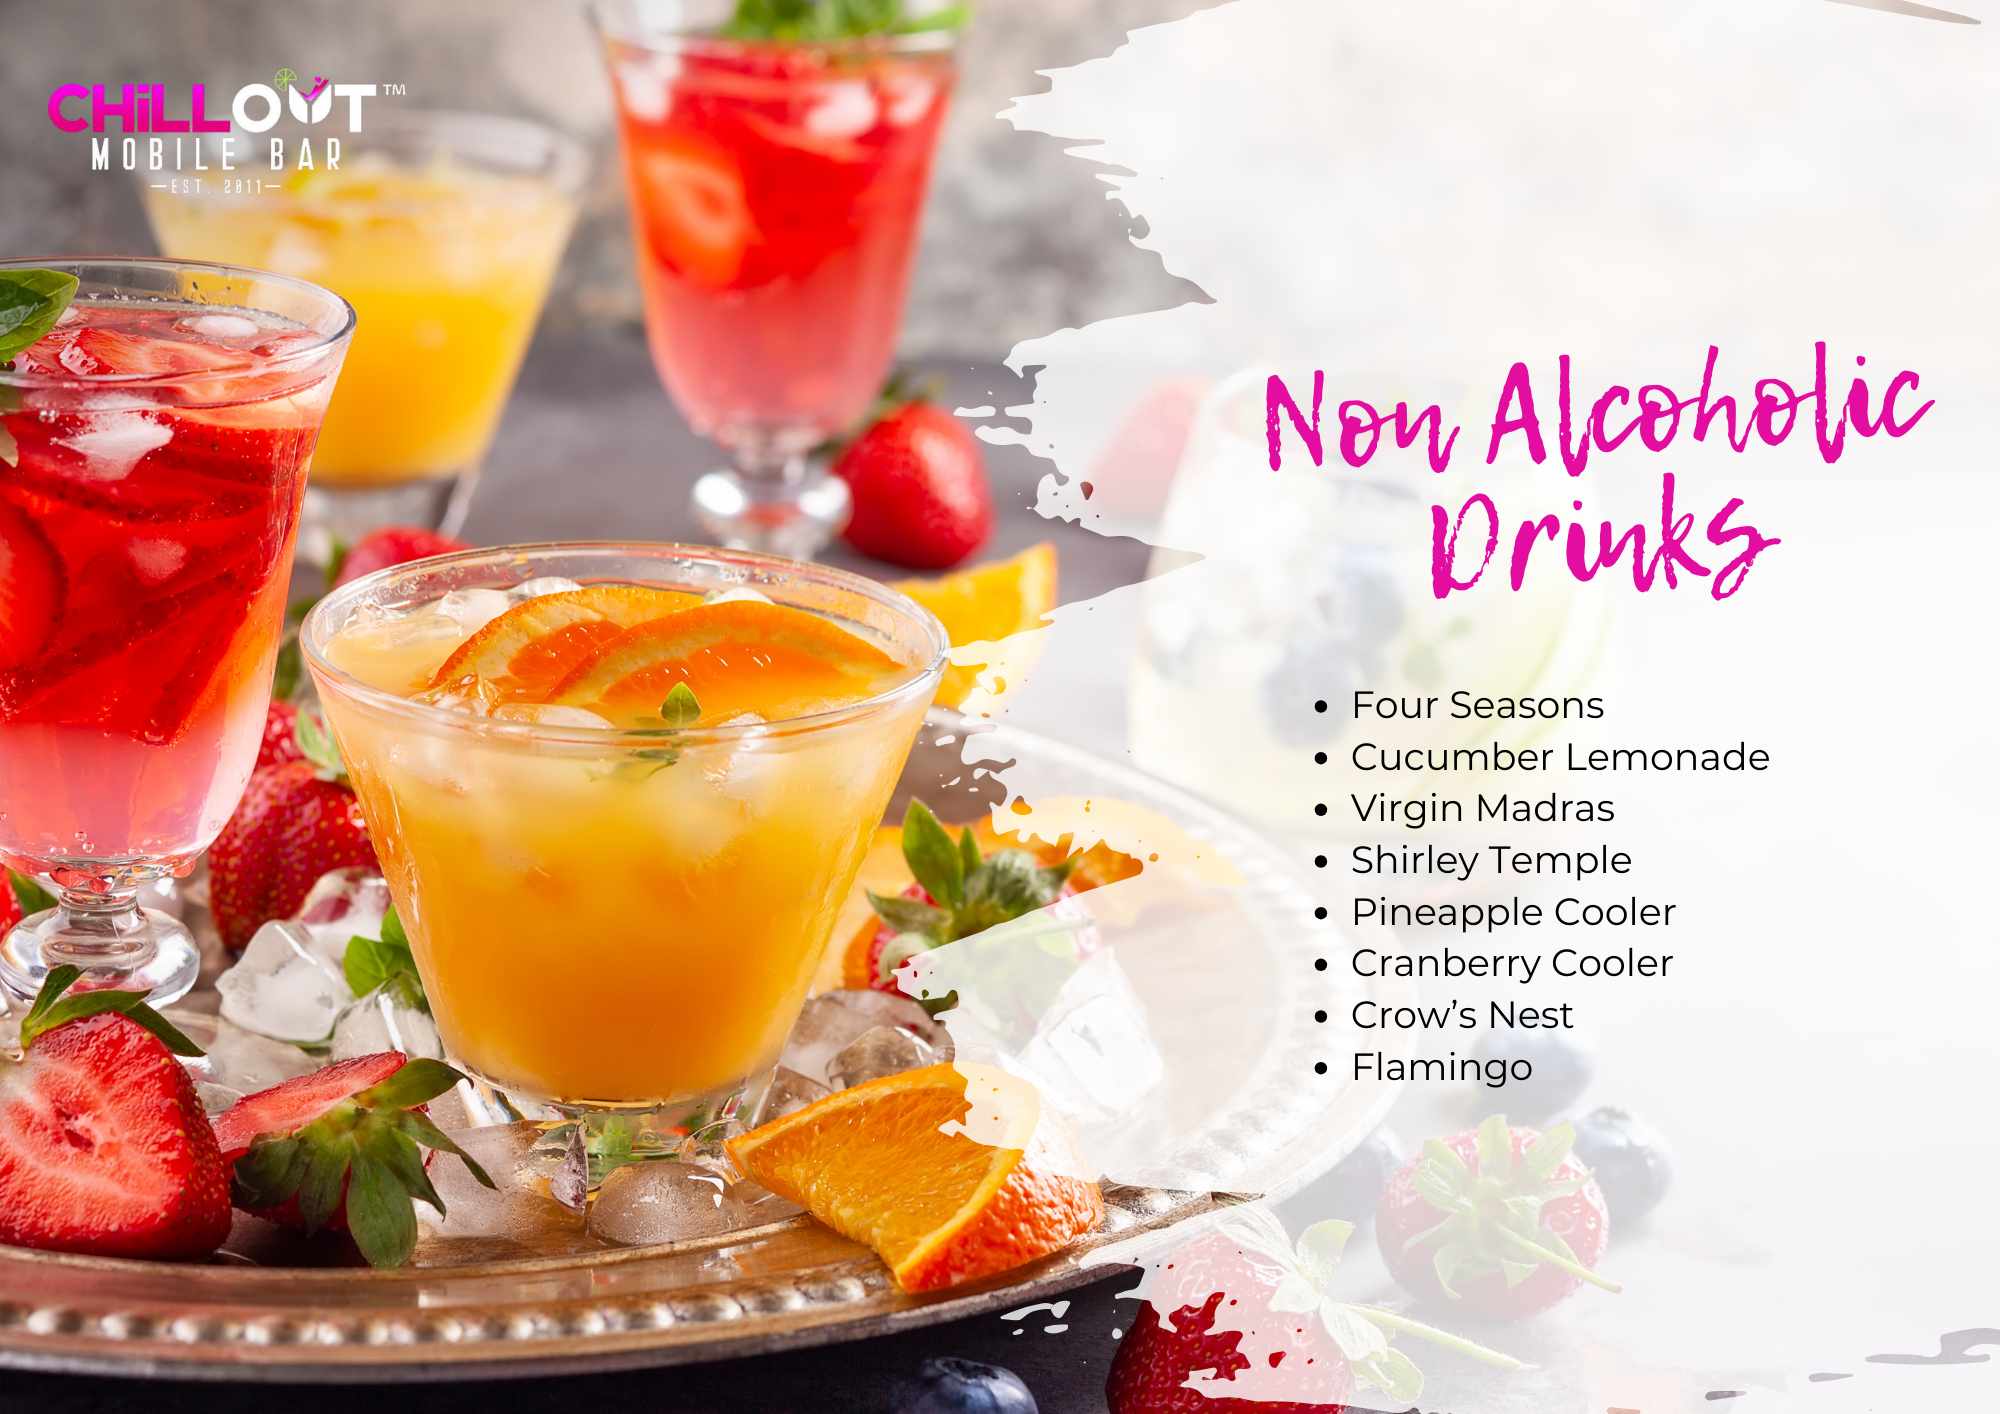 CHiLLOUT™
MOBILE BAR
EST. 2011
Non Alcoholic
Drinks
• Four Seasons
• Cucumber Lemonade
• Virgin Madras
• Shirley Temple
• Pineapple Cooler
• Cranberry Cooler
• Crow’s Nest
• Flamingo